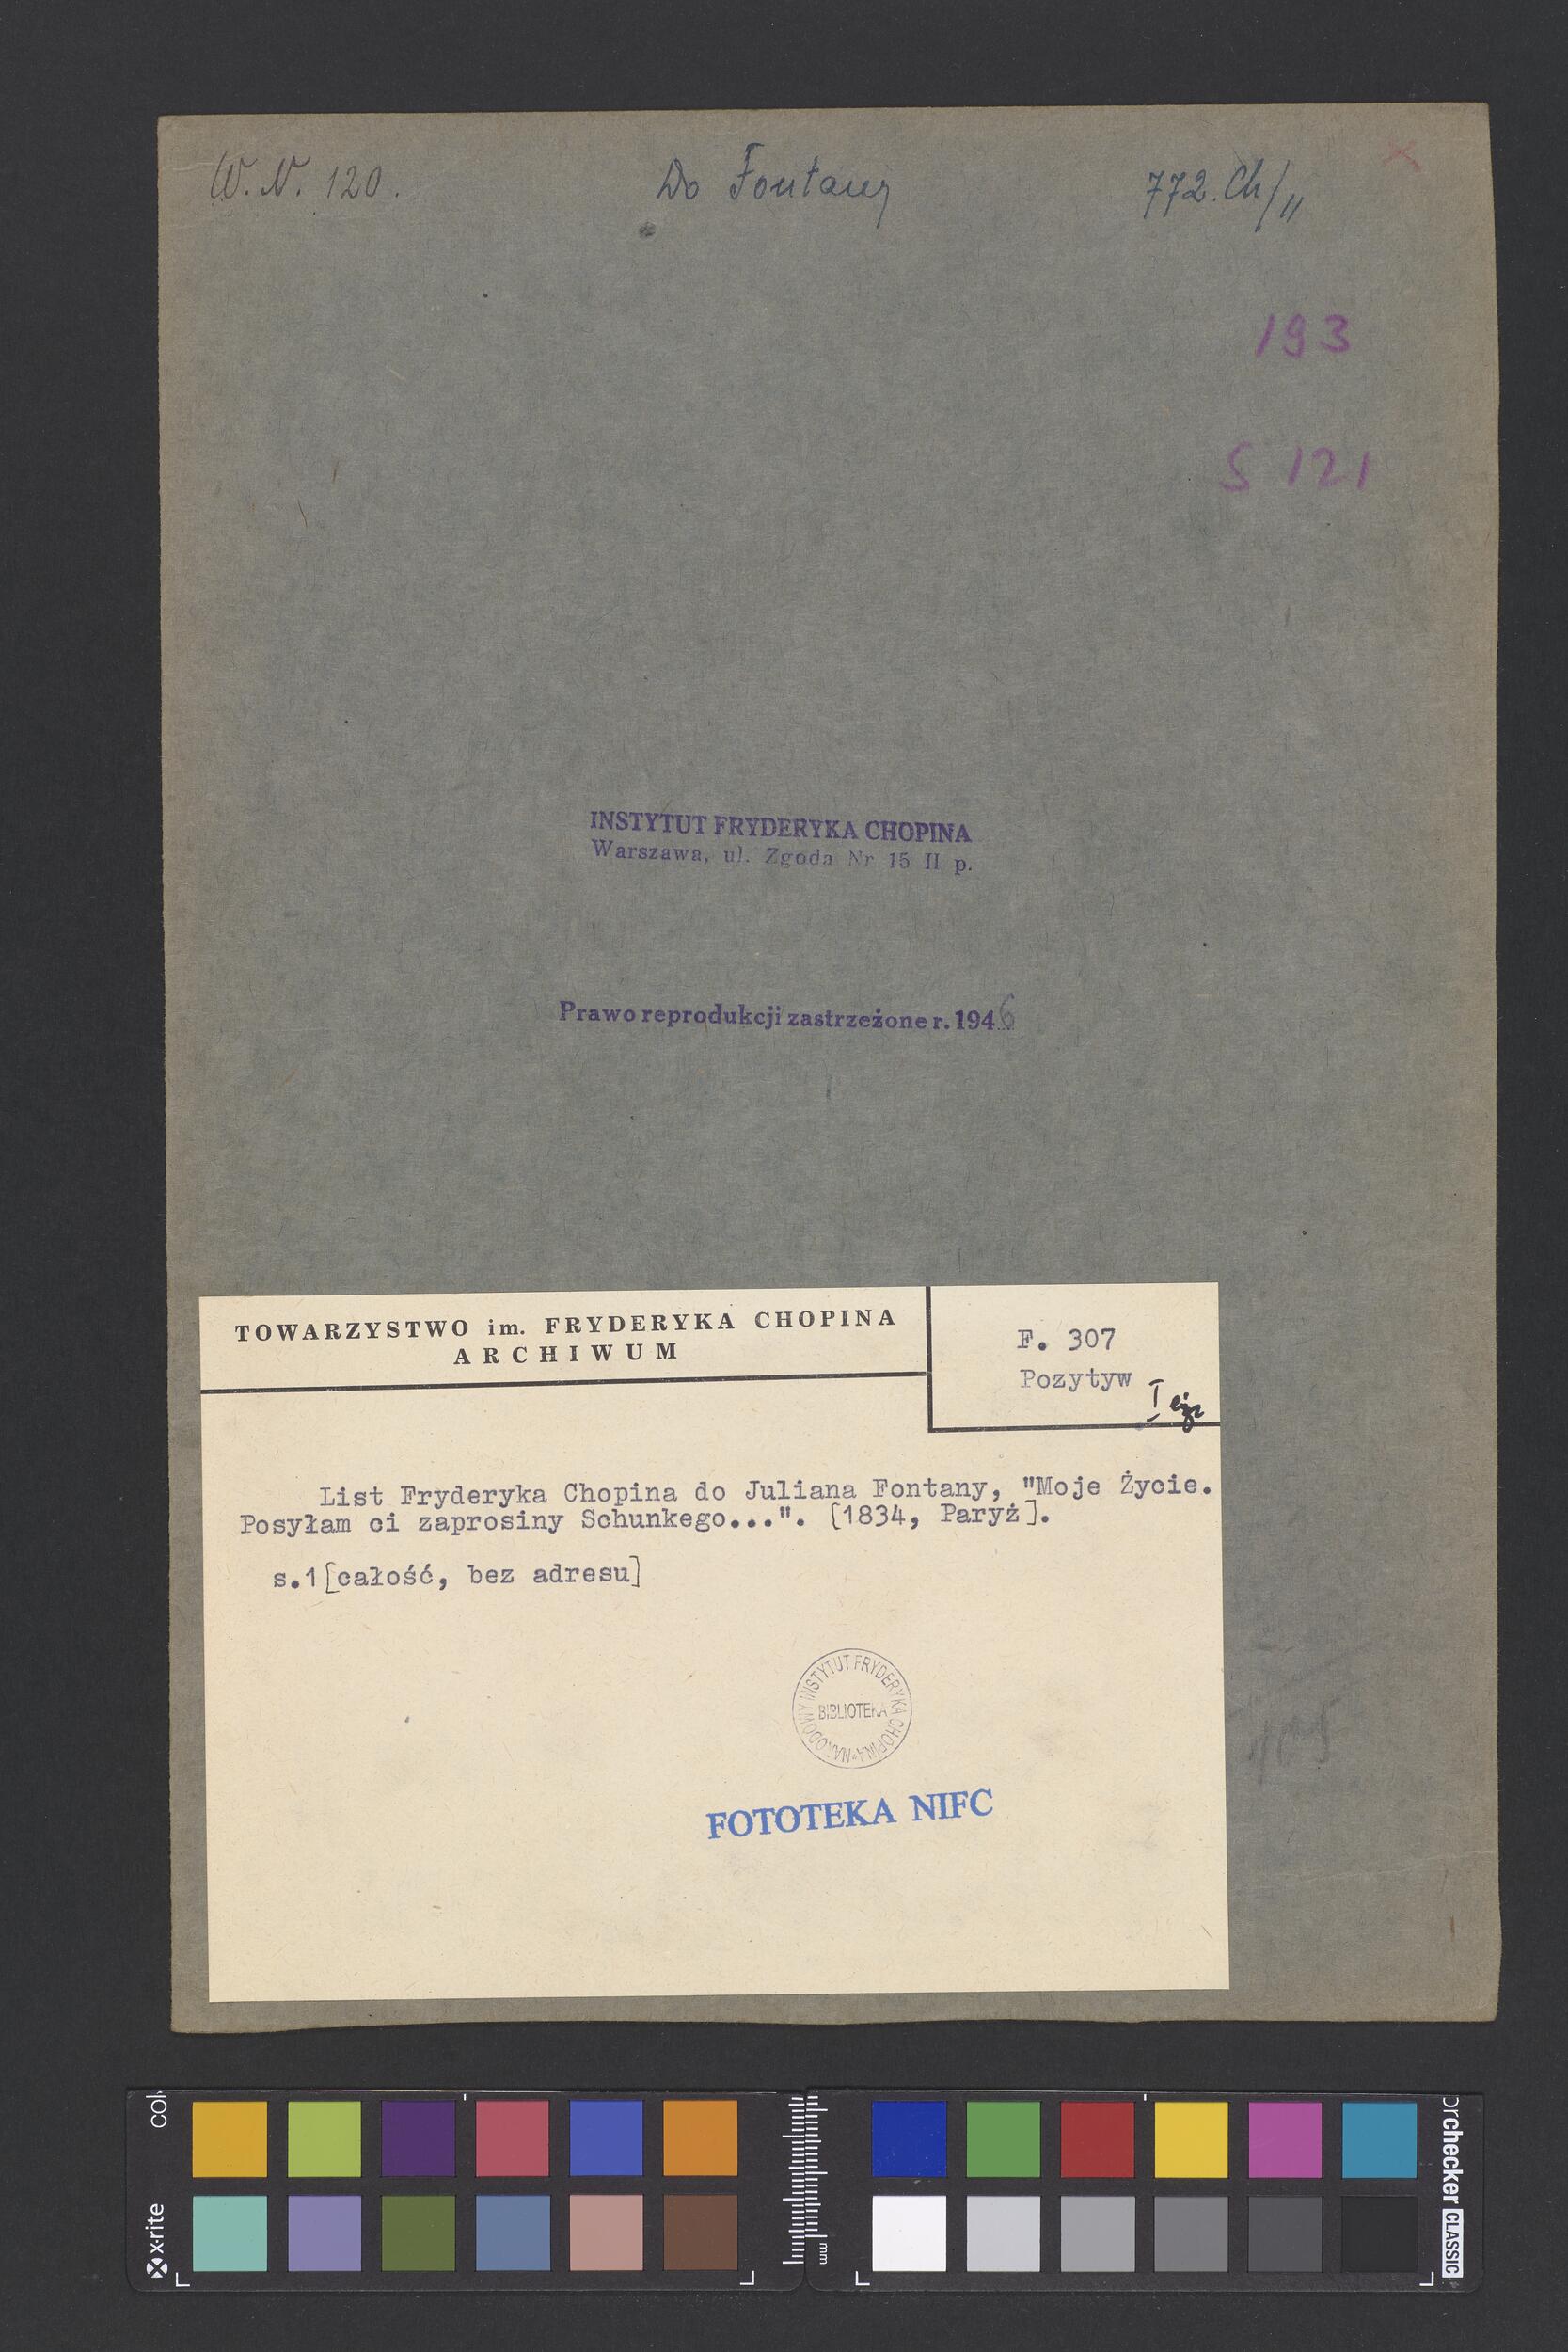 W. N. 120.
Do Fontany
772. Ch/II
193
S 121
INSTYTUT FRYDERYKA CHOPINA
Warszawa, ul. Zgoda Nr 15 II p.
Prawo reprodukcji zastrzeżone r. 1946
TOWARZYSTWO im. FRYDERYKA CHOPINA
ARCHIWUM
F. 307
Pozytyw
I egz
List Fryderyka Chopina do Juliana Fontany, "Moje Życie.
Posyłam ci zaprosiny Schunkego...". [1834, Paryż].
s.1[całość, bez adresu]
NARODOWY INSTYTUT FRYDERYKA CHOPINA
BIBLIOTEKA
FOTOTEKA NIFC
x-rite
mm
checker CLASSIC